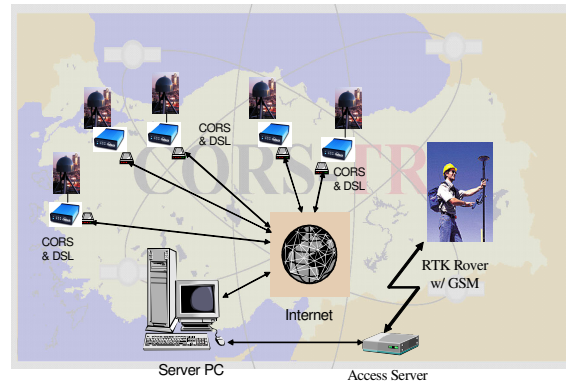 CORS
& DSL
CORS-TR
CORS
& DSL
CORS
& DSL
RTK Rover
w/ GSM
Internet
Server PC
Access Server